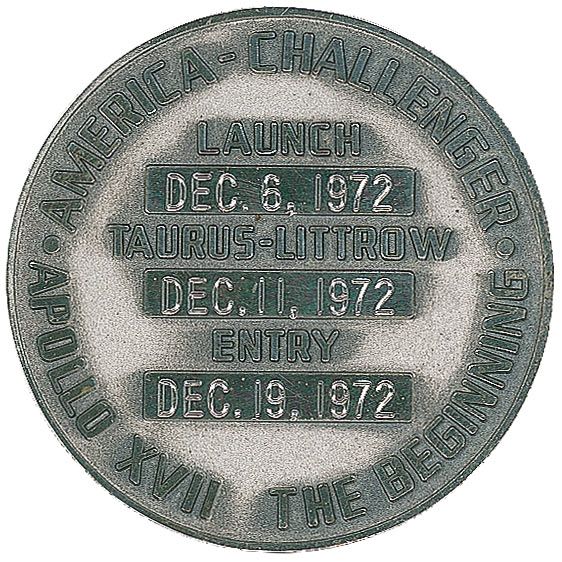 AMERICA - CHALLENGER
LAUNCH
DEC. 6, 1972
TAURUS-LITTROW
DEC. 11, 1972
ENTRY
DEC. 19, 1972
• APOLLO XVII THE BEGINNING •